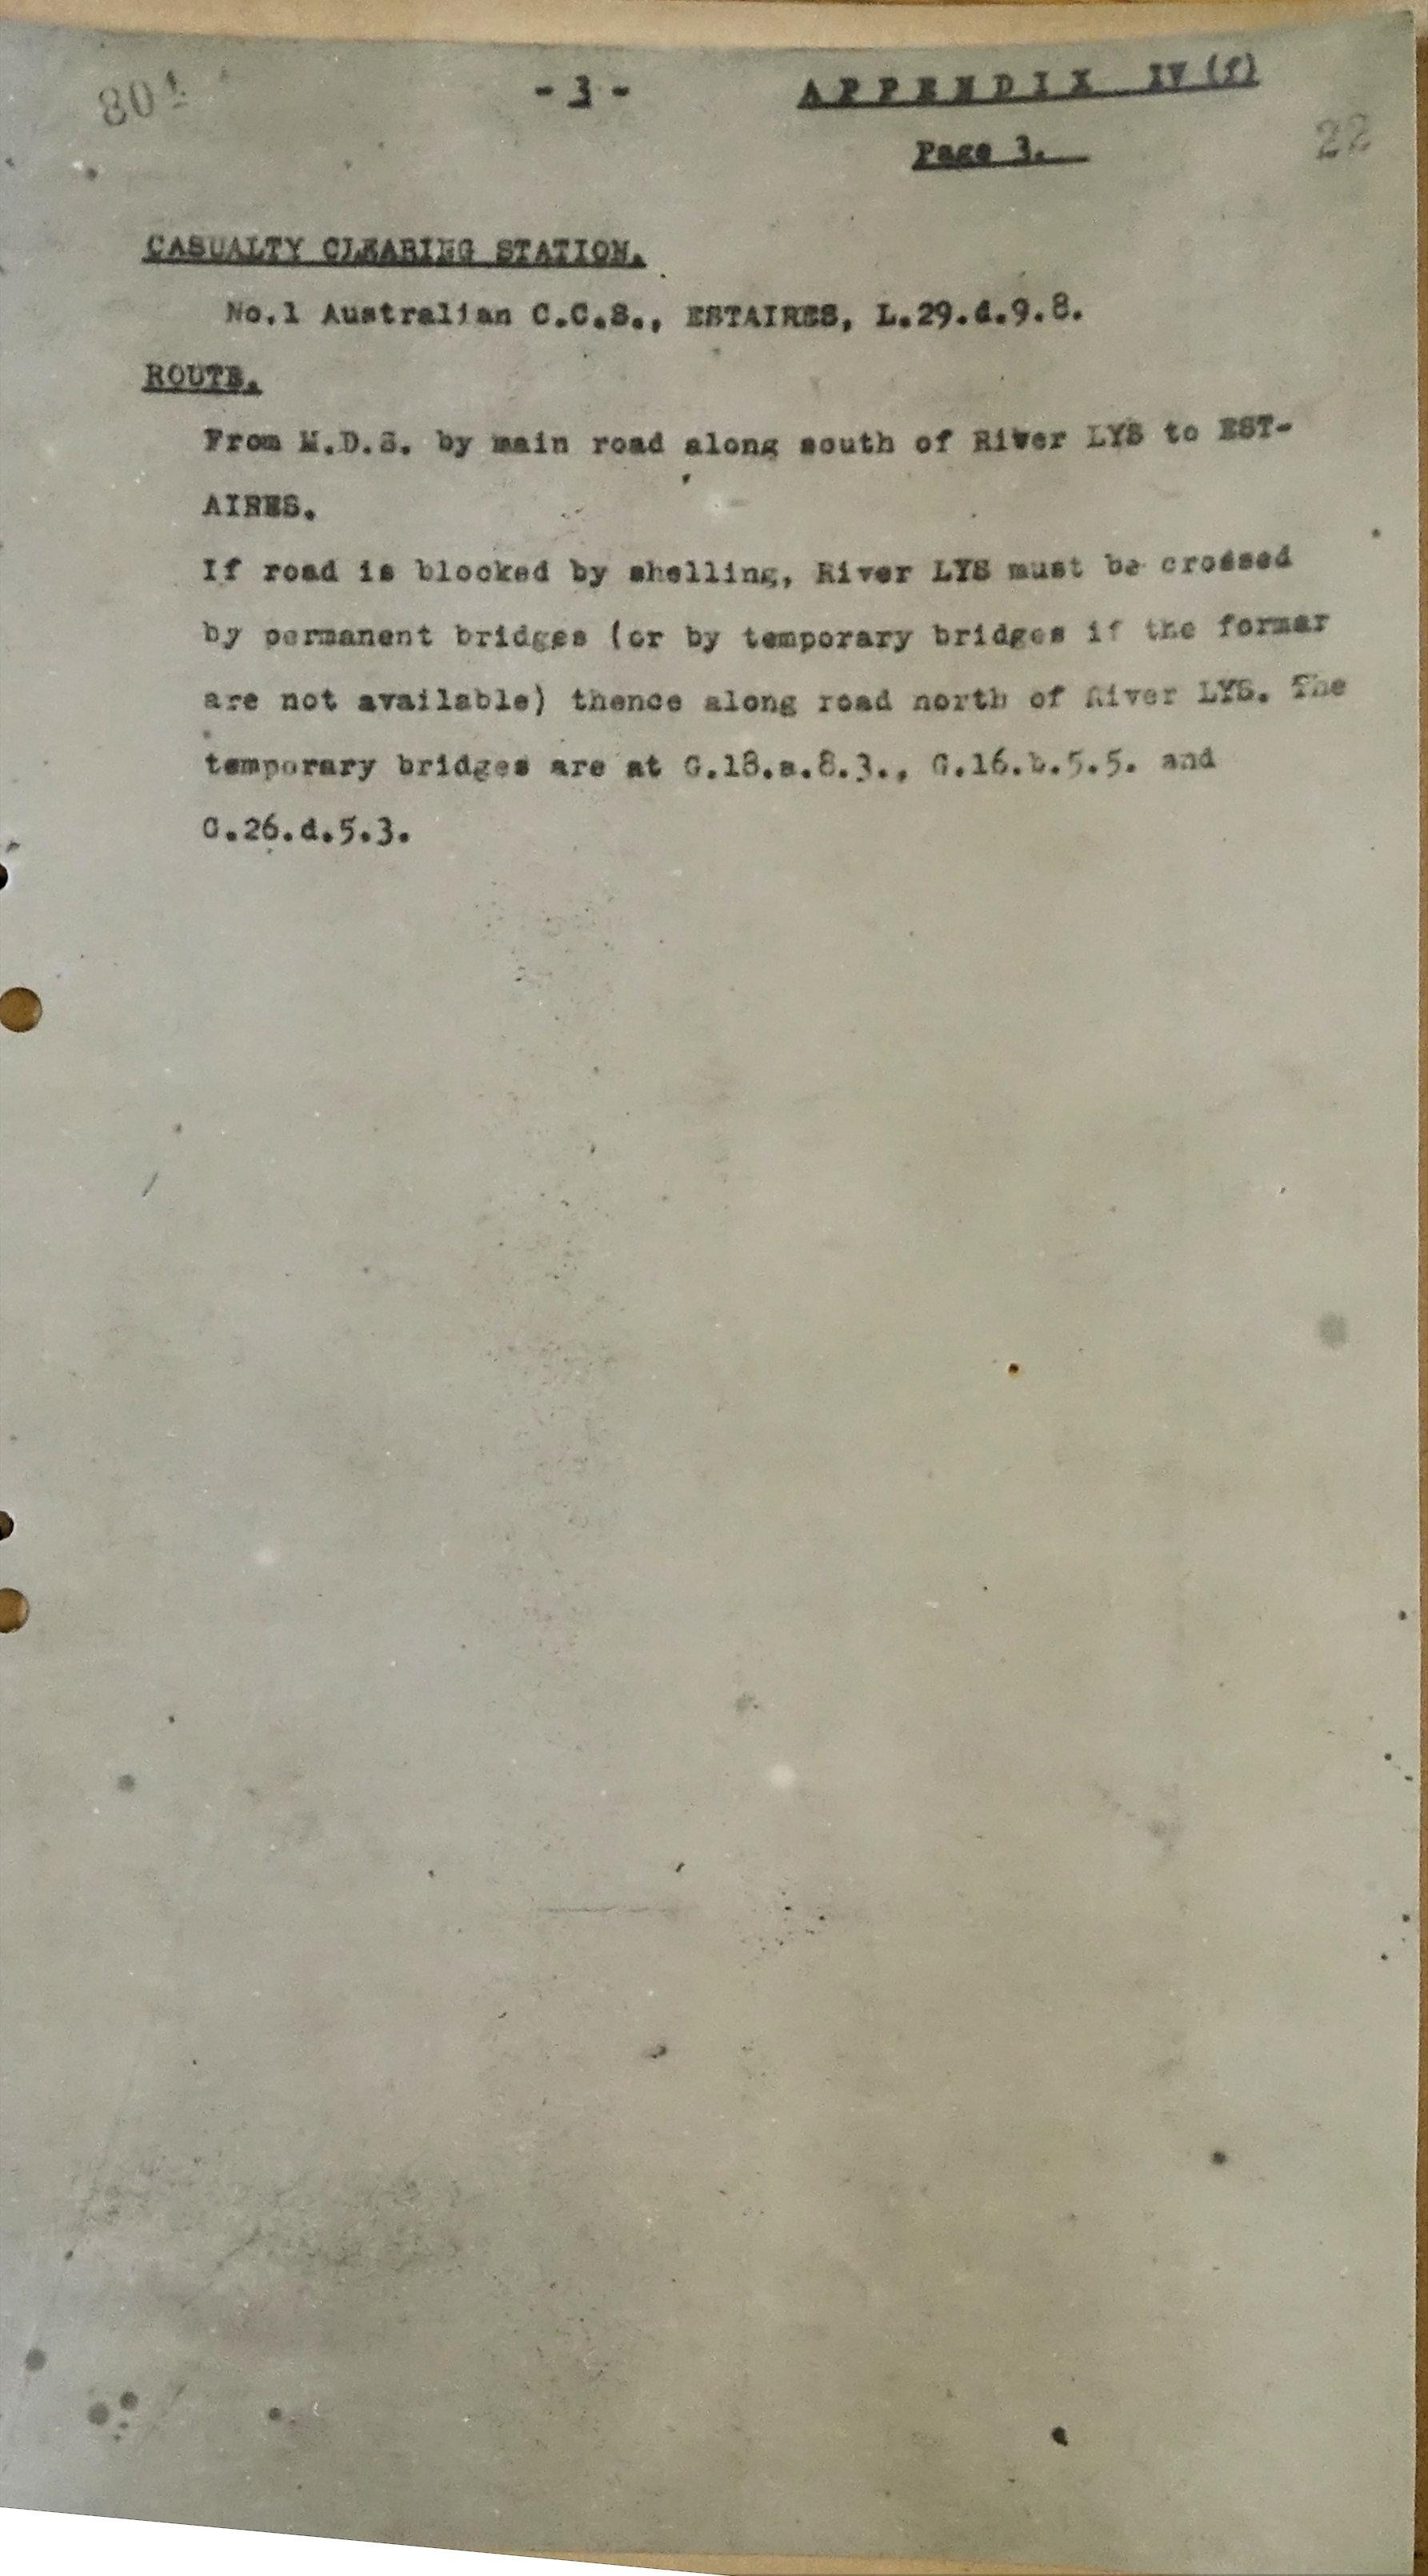 801
- 3 -
APPENDIX IV (f)
Page 3.
22
CASUALTY CLEARING STATION.
No.1 Australian C.C.S., ESTAIRES, L.29.d.9.8.
ROUTE.
From M.D.S. by main road along south of River LYS to EST-
AIRES.
If road is blocked by shelling, River LYS must be crossed
by permanent bridges (or by temporary bridges if the former
are not available) thence along road north of River LYS. The
temporary bridges are at G.18.a.8.3., G.16.b.5.5. and
G.26.d.5.3.